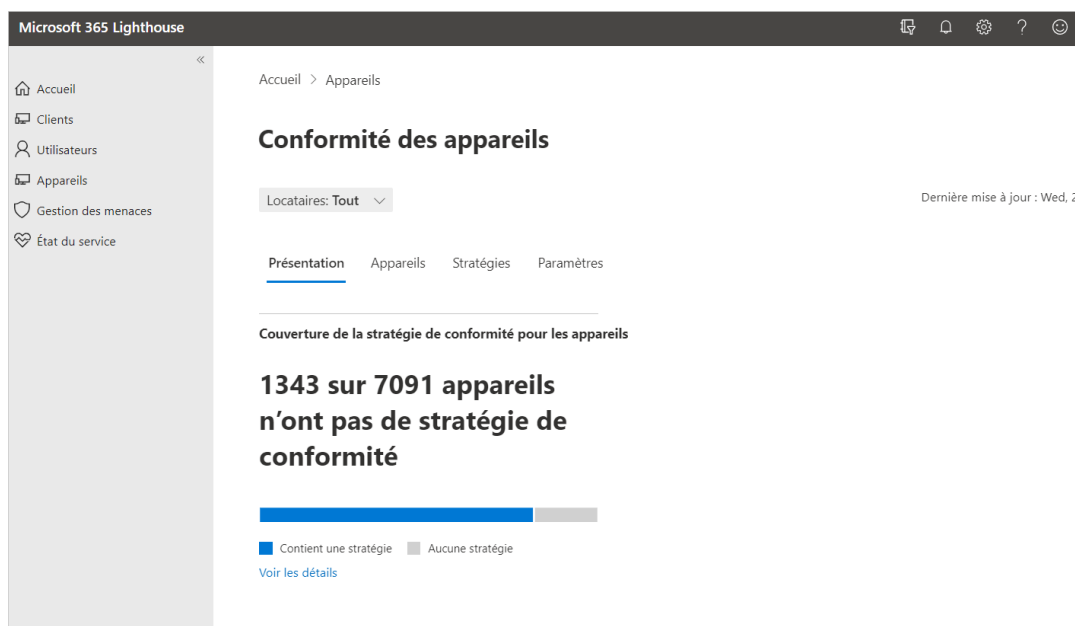 Microsoft 365 Lighthouse
Accueil
Clients
Utilisateurs
Appareils
Gestion des menaces
État du service
Accueil > Appareils
Conformité des appareils
Locataires: Tout
Dernière mise à jour : Wed,
Présentation Appareils Stratégies Paramètres
Couverture de la stratégie de conformité pour les appareils
1343 sur 7091 appareils
n’ont pas de stratégie de
conformité
Contient une stratégie Aucune stratégie
Voir les détails